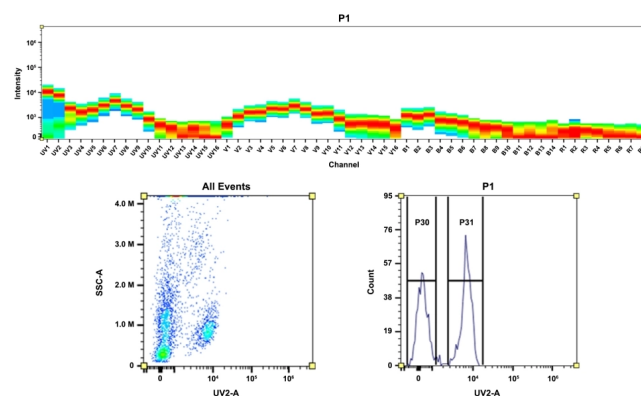 P1
Intensity
10⁶
10⁵
10⁴
10³
0
UV1 UV2 UV3 UV4 UV5 UV6 UV7 UV8 UV9 UV10 UV11 UV12 UV13 UV14 UV15 UV16 V1 V2 V3 V4 V5 V6 V7 V8 V9 V10 V11 V12 V13 V14 V15 V16 B1 B2 B3 B4 B5 B6 B7 B8 B9 B10 B11 B12 B13 B14 R1 R2 R3 R4 R5 R6 R7
Channel
All Events
SSC-A
4.0 M
3.0 M
2.0 M
1.0 M
0
0 10⁴ 10⁵ 10⁶
UV2-A
P1
Count
95
79
63
48
34
19
0
P30 P31
0 10⁴ 10⁵ 10⁶
UV2-A